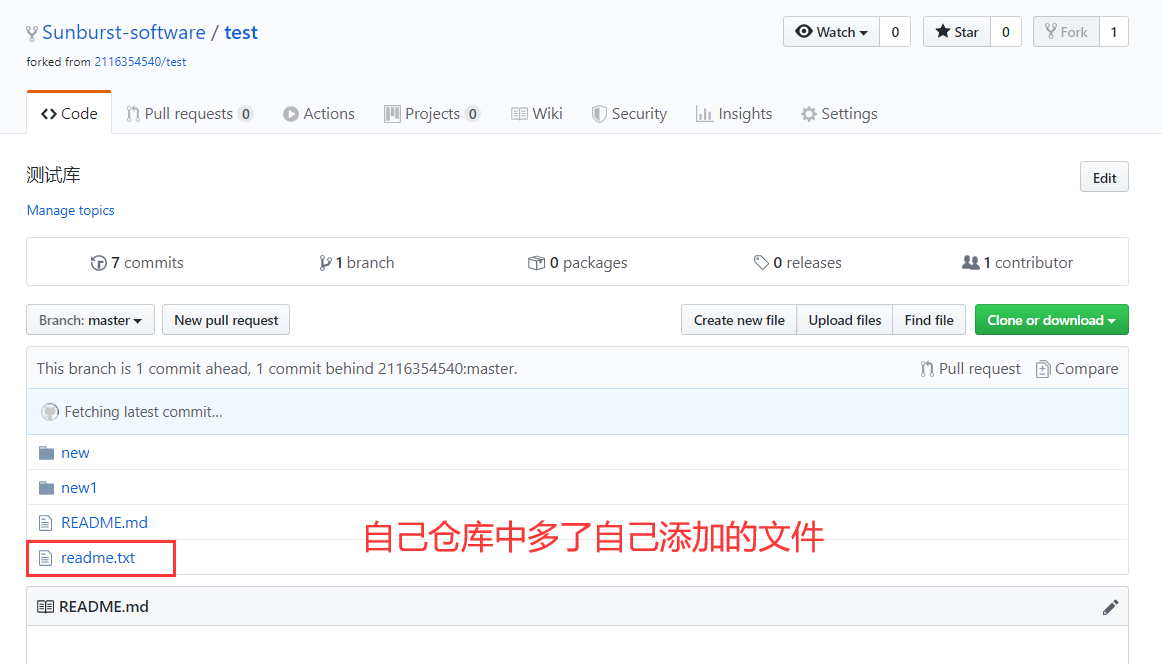 Sunburst-software / test
Watch 0 Star 0 Fork 1
forked from 2116354540/test
Code Pull requests 0 Actions Projects 0 Wiki Security Insights Settings
测试库
Edit
Manage topics
7 commits 1 branch 0 packages 0 releases 1 contributor
Branch: master New pull request Create new file Upload files Find file Clone or download
This branch is 1 commit ahead, 1 commit behind 2116354540:master. Pull request Compare
Fetching latest commit...
new
new1
README.md
自己仓库中多了自己添加的文件
readme.txt
README.md